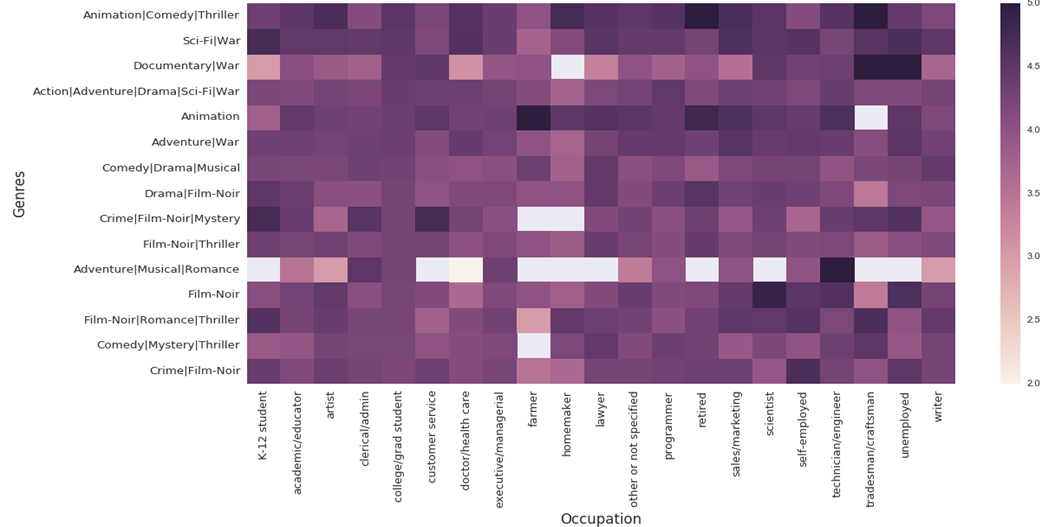 Genres
Animation|Comedy|Thriller
Sci-Fi|War
Documentary|War
Action|Adventure|Drama|Sci-Fi|War
Animation
Adventure|War
Comedy|Drama|Musical
Drama|Film-Noir
Crime|Film-Noir|Mystery
Film-Noir|Thriller
Adventure|Musical|Romance
Film-Noir
Film-Noir|Romance|Thriller
Comedy|Mystery|Thriller
Crime|Film-Noir
K-12 student
academic/educator
artist
clerical/admin
college/grad student
customer service
doctor/health care
executive/managerial
farmer
homemaker
lawyer
other or not specified
programmer
retired
sales/marketing
scientist
self-employed
technician/engineer
tradesman/craftsman
unemployed
writer
Occupation
5.0
4.5
4.0
3.5
3.0
2.5
2.0